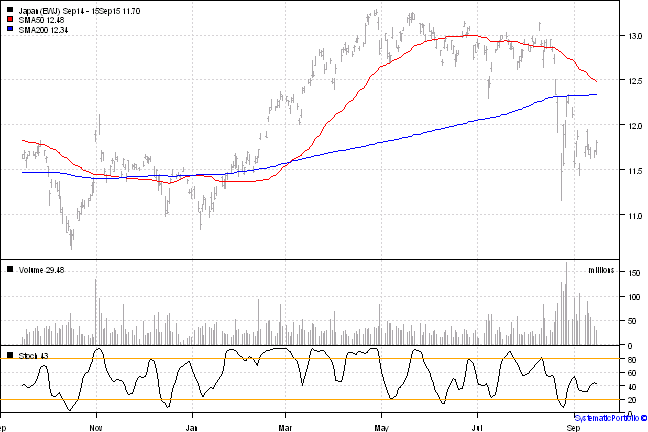 Japan (EWJ) Sep14 - 15Sep15 11.70
SMA50 12.48
SMA200 12.34
13.0
12.5
12.0
11.5
11.0
Volume 29.48
millions
150
100
50
0
Stoch 43
80
60
40
20
0
Sep Nov Jan Mar May Jul Sep
SystematicPortfolio ©